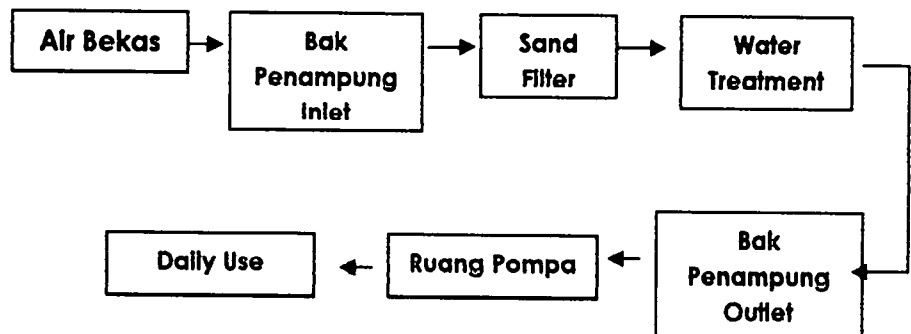 Air Bekas
Bak
Penampung
Inlet
Sand
Filter
Water
Treatment
Daily Use
Ruang Pompa
Bak
Penampung
Outlet